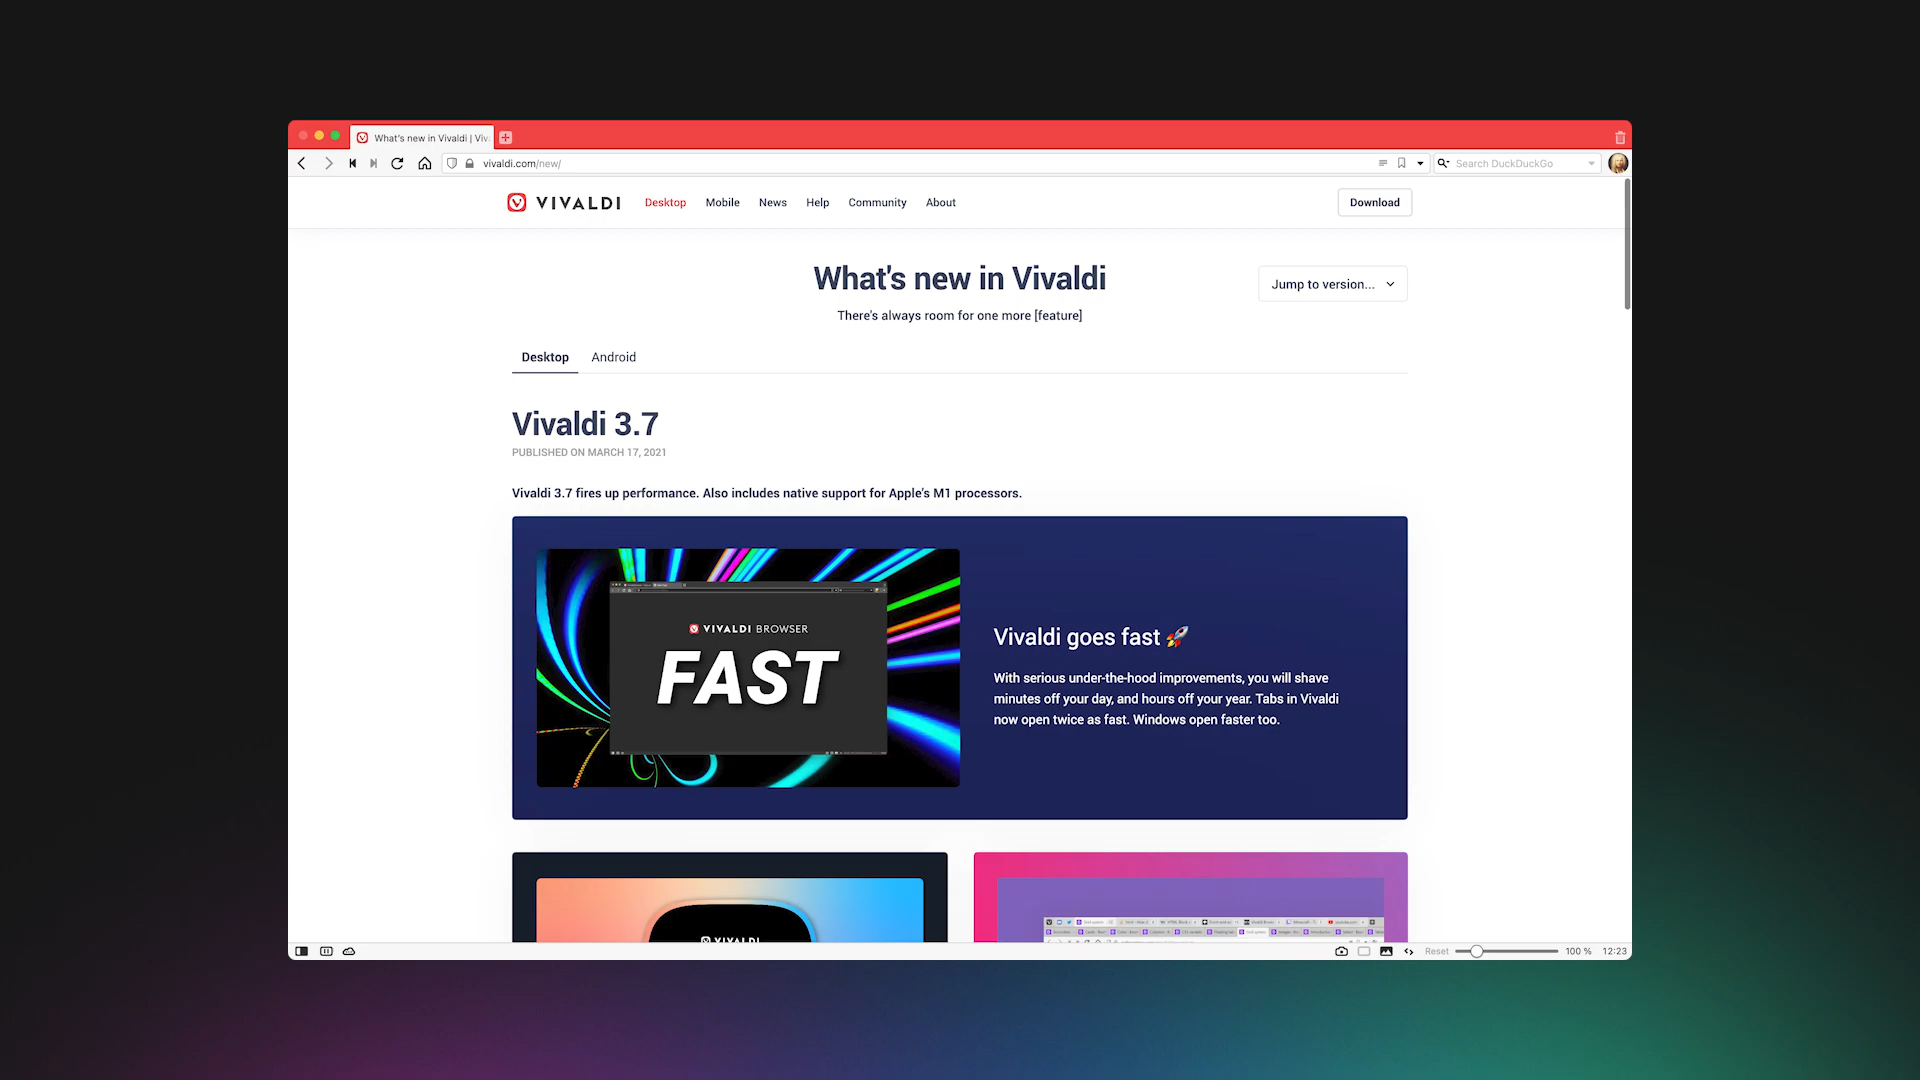 What's new in Vivaldi | Viv
vivaldi.com/new/
Search DuckDuckGo
VIVALDI
Desktop
Mobile
News
Help
Community
About
Download
What's new in Vivaldi
Jump to version...
There's always room for one more [feature]
Desktop
Android
Vivaldi 3.7
PUBLISHED ON MARCH 17, 2021
Vivaldi 3.7 fires up performance. Also includes native support for Apple's M1 processors.
VIVALDI BROWSER
FAST
Vivaldi goes fast 🚀
With serious under-the-hood improvements, you will shave
minutes off your day, and hours off your year. Tabs in Vivaldi
now open twice as fast. Windows open faster too.
VIVALDI
Reset
100 %
12:23